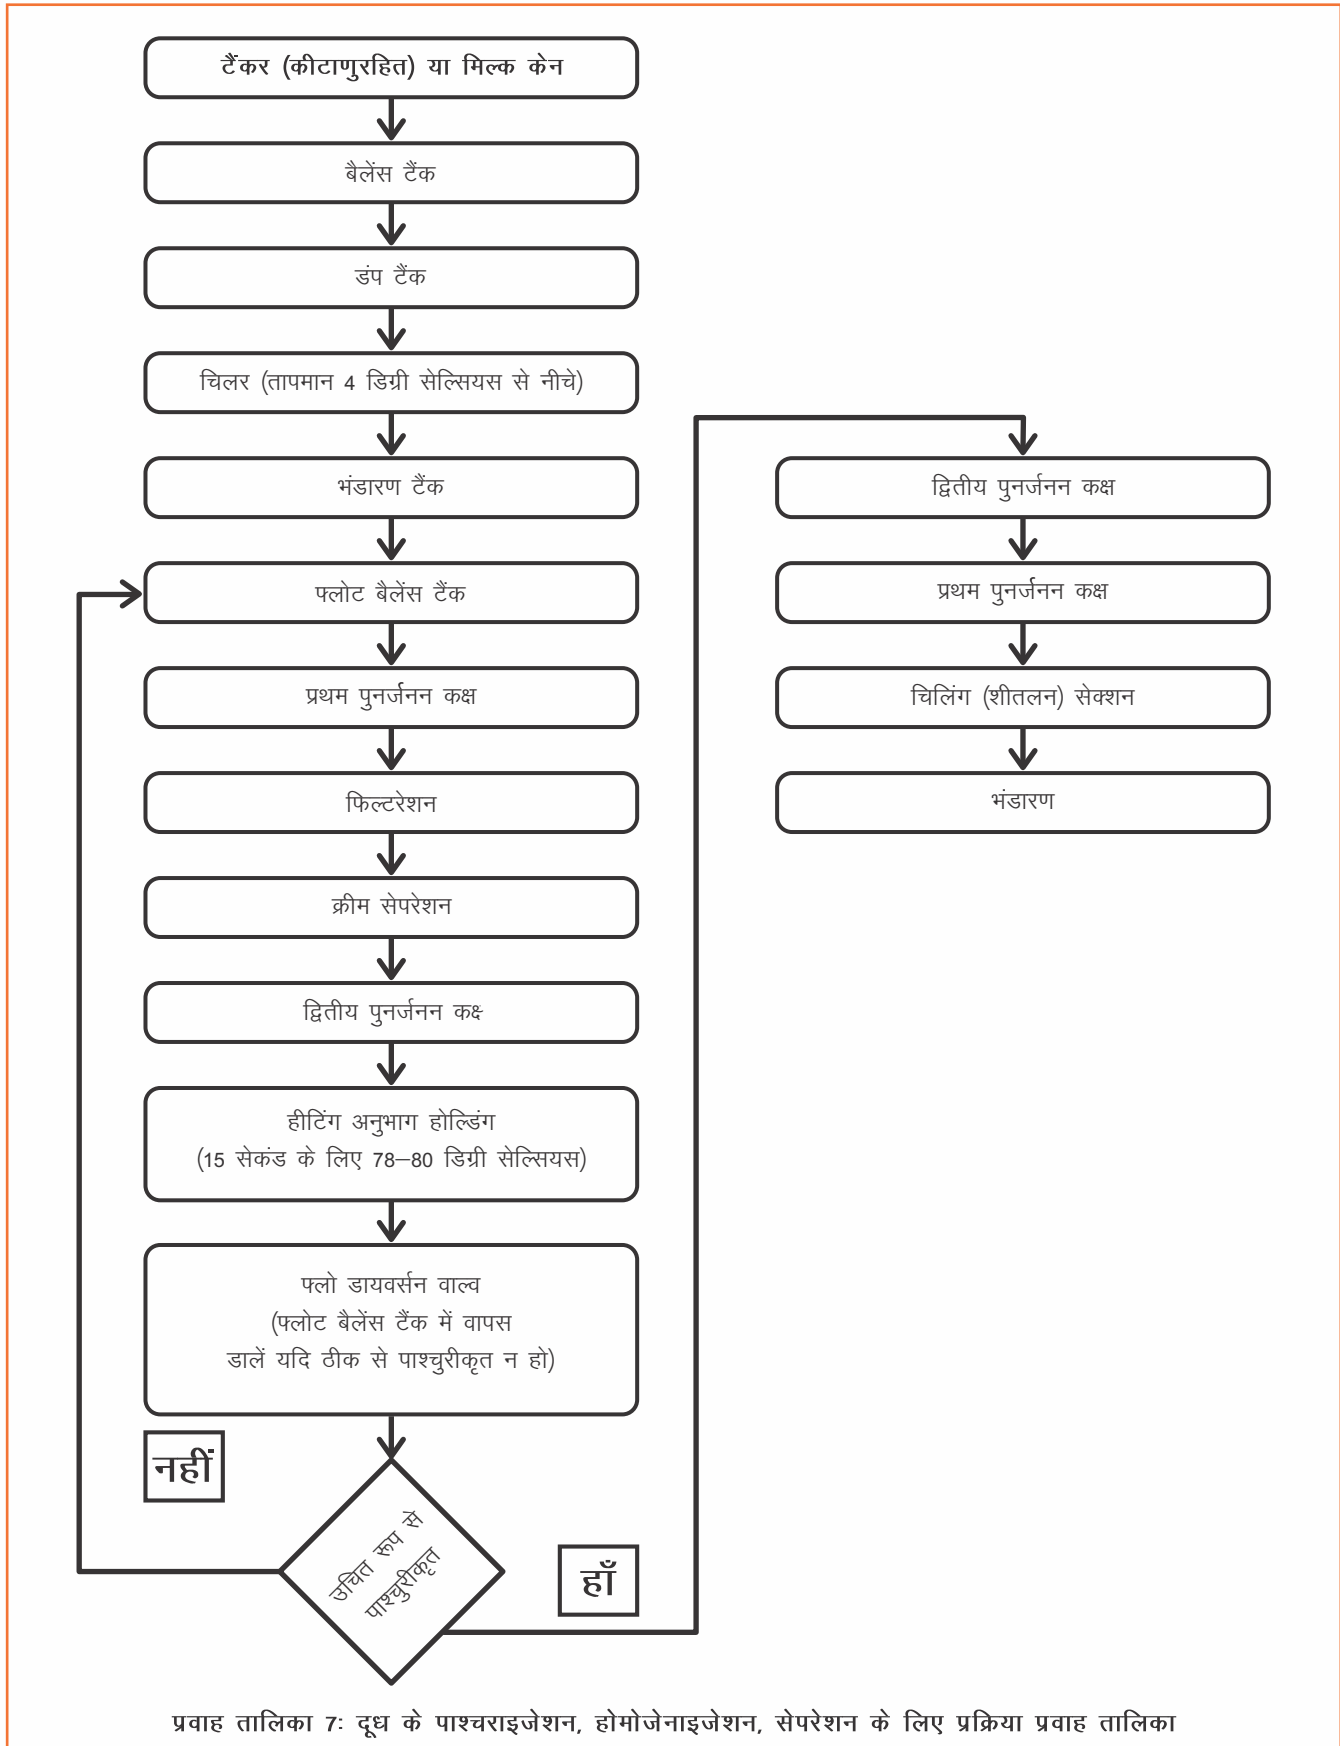 टैंकर (कीटाणुरहित) या मिल्क केन
बैलेंस टैंक
डंप टैंक
चिलर (तापमान 4 डिग्री सेल्सियस से नीचे)
भंडारण टैंक
फ्लोट बैलेंस टैंक
प्रथम पुनर्जनन कक्ष
फिल्टरेशन
क्रीम सेपरेशन
द्वितीय पुनर्जनन कक्ष
हीटिंग अनुभाग होल्डिंग
(15 सेकंड के लिए 78–80 डिग्री सेल्सियस)
फ्लो डायवर्सन वाल्व
(फ्लोट बैलेंस टैंक में वापस
डालें यदि ठीक से पाश्चुरीकृत न हो)
नहीं
उचित रूप से
पाश्चुरीकृत
हाँ
द्वितीय पुनर्जनन कक्ष
प्रथम पुनर्जनन कक्ष
चिलिंग (शीतलन) सेक्शन
भंडारण
प्रवाह तालिका 7: दूध के पाश्चराइजेशन, होमोजेनाइजेशन, सेपरेशन के लिए प्रक्रिया प्रवाह तालिका